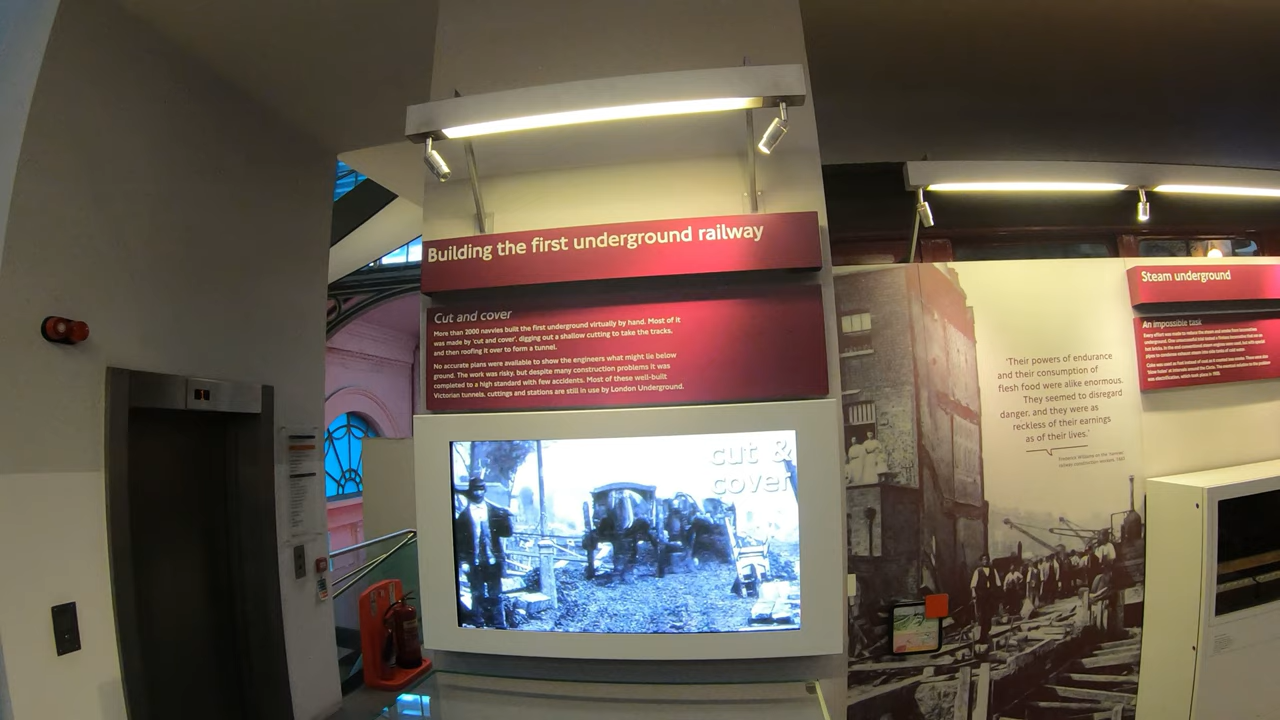 Building the first underground railway
Cut and cover
More than 2000 navvies built the first underground virtually by hand. Most of it
was made by 'cut and cover', digging out a shallow cutting to take the tracks,
and then roofing it over to form a tunnel.
No accurate plans were available to show the engineers what might lie below
ground. The work was risky, but despite many construction problems it was
completed to a high standard with few accidents. Most of these well-built
Victorian tunnels, cuttings and stations are still in use by London Underground.
cut &
cover
'Their powers of endurance
and their consumption of
flesh food were alike enormous.
They seemed to disregard
danger, and they were as
reckless of their earnings
as of their lives.'
Steam underground
An impossible task